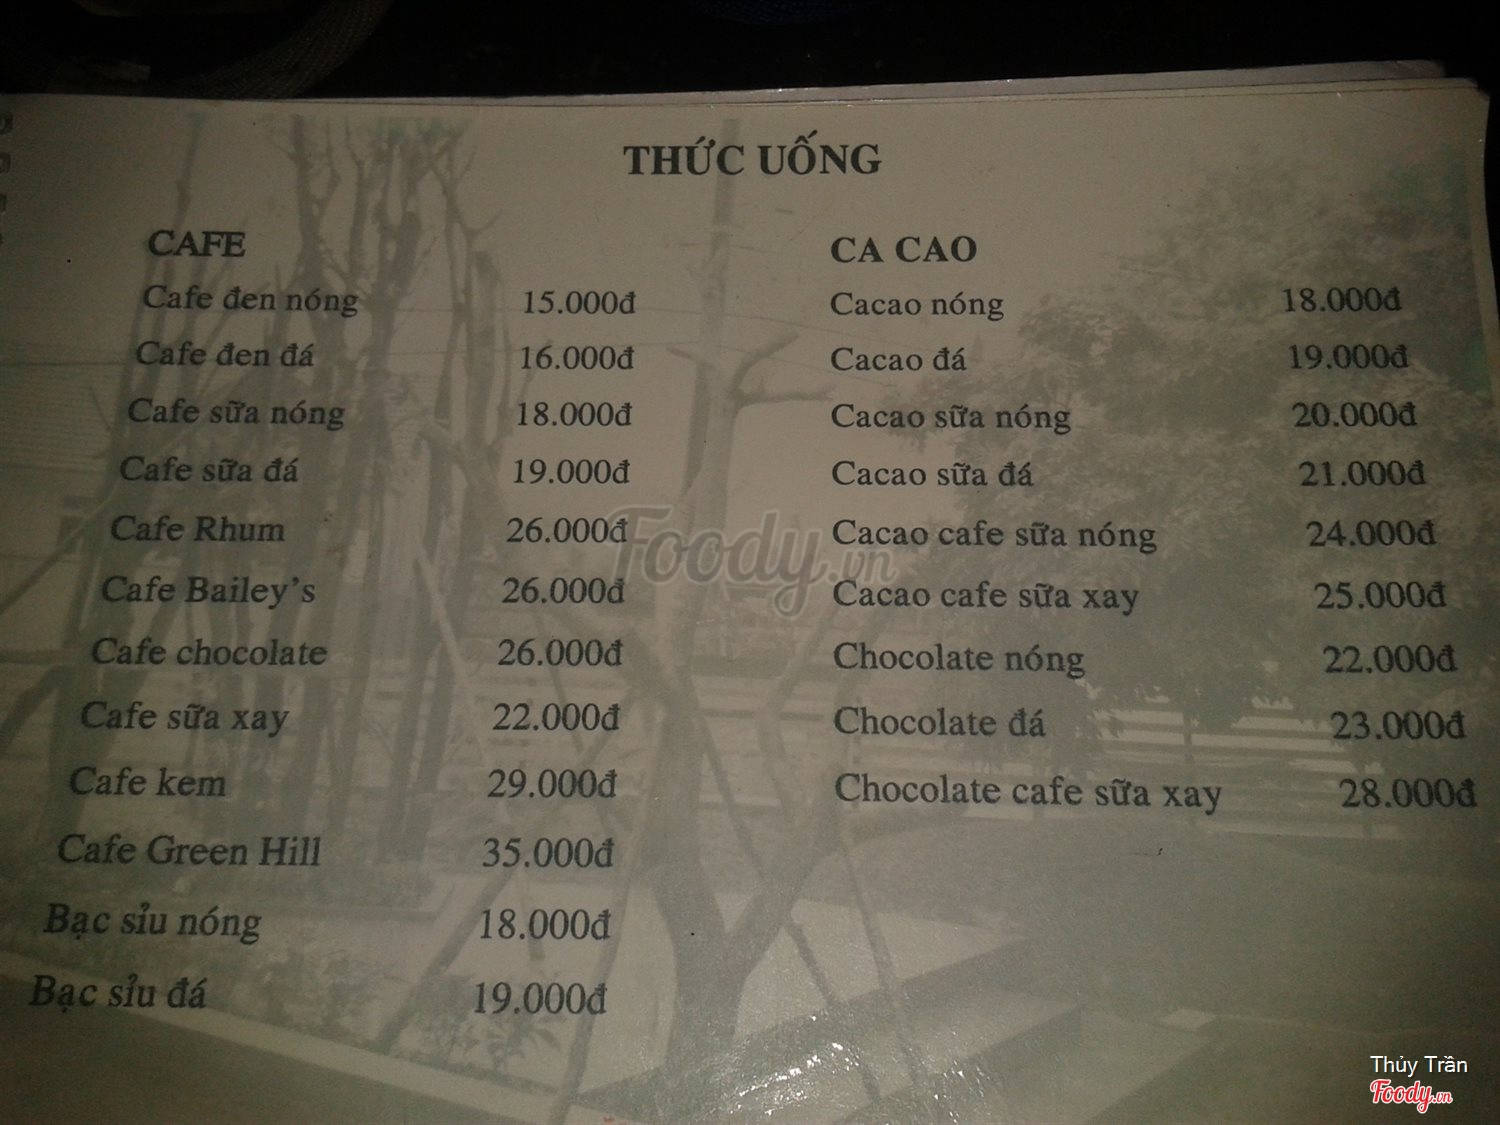 THỨC UỐNG
CAFE
Cafe đen nóng 15.000đ
Cafe đen đá 16.000đ
Cafe sữa nóng 18.000đ
Cafe sữa đá 19.000đ
Cafe Rhum 26.000đ
Cafe Bailey's 26.000đ
Cafe chocolate 26.000đ
Cafe sữa xay 22.000đ
Cafe kem 29.000đ
Cafe Green Hill 35.000đ
Bạc sỉu nóng 18.000đ
Bạc sỉu đá 19.000đ
CA CAO
Cacao nóng 18.000đ
Cacao đá 19.000đ
Cacao sữa nóng 20.000đ
Cacao sữa đá 21.000đ
Cacao cafe sữa nóng 24.000đ
Cacao cafe sữa xay 25.000đ
Chocolate nóng 22.000đ
Chocolate đá 23.000đ
Chocolate cafe sữa xay 28.000đ
Foody.vn
Thủy Trần
Foody.vn